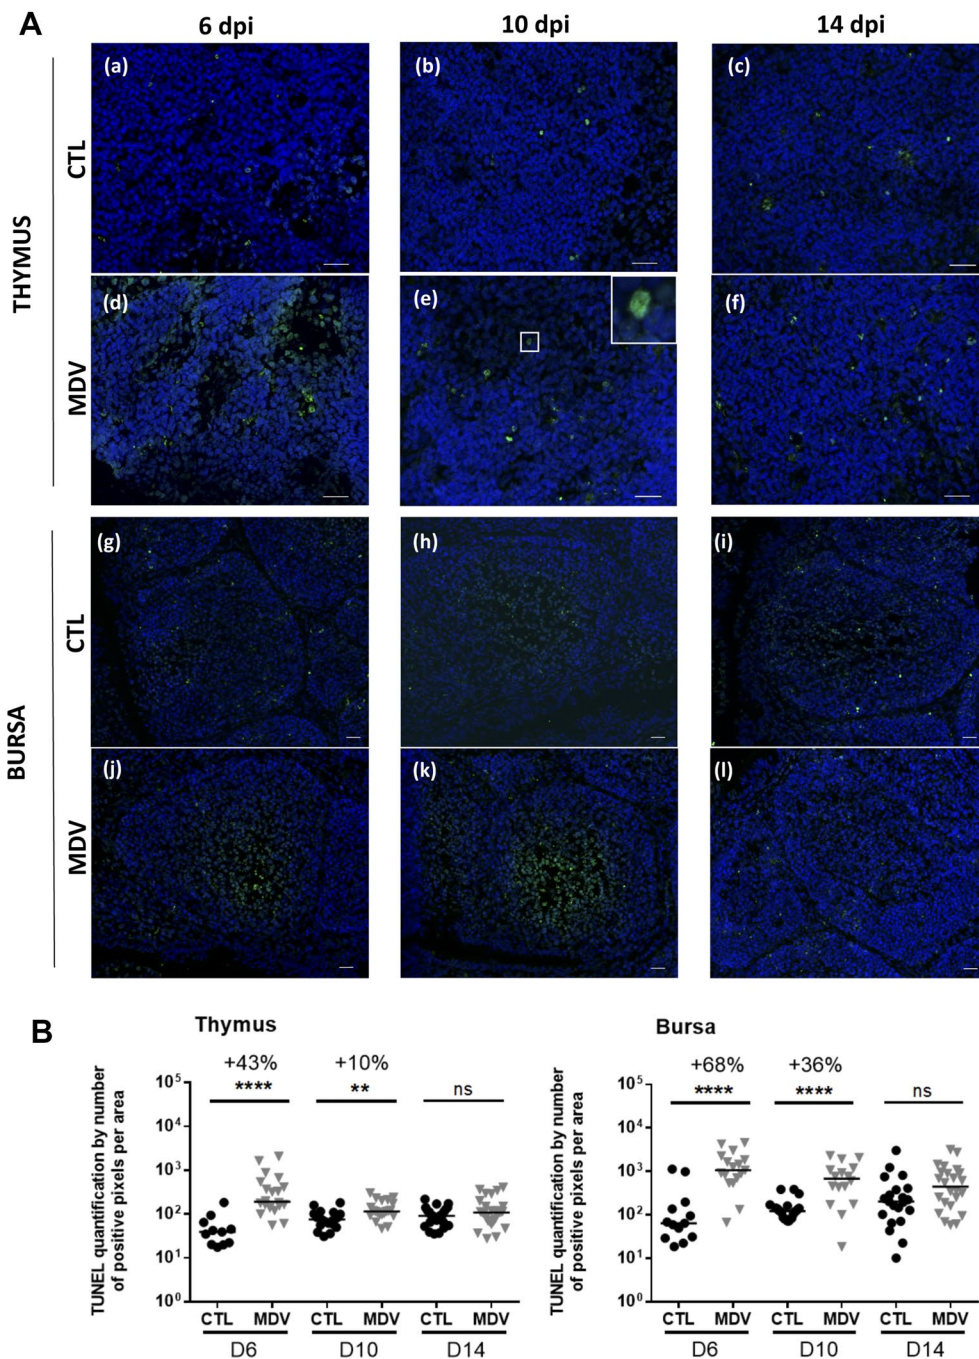 A
6 dpi 10 dpi 14 dpi
THYMUS
CTL
(a) (b) (c)
MDV
(d) (e) (f)
BURSA
CTL
(g) (h) (i)
MDV
(j) (k) (l)
B
Thymus
+43% +10%
**** ** ns
TUNEL quantification by number
of positive pixels per area
10⁵
10⁴
10³
10²
10¹
10⁰
CTL MDV CTL MDV CTL MDV
D6 D10 D14
Bursa
+68% +36%
**** **** ns
TUNEL quantification by number
of positive pixels per area
10⁵
10⁴
10³
10²
10¹
10⁰
CTL MDV CTL MDV CTL MDV
D6 D10 D14